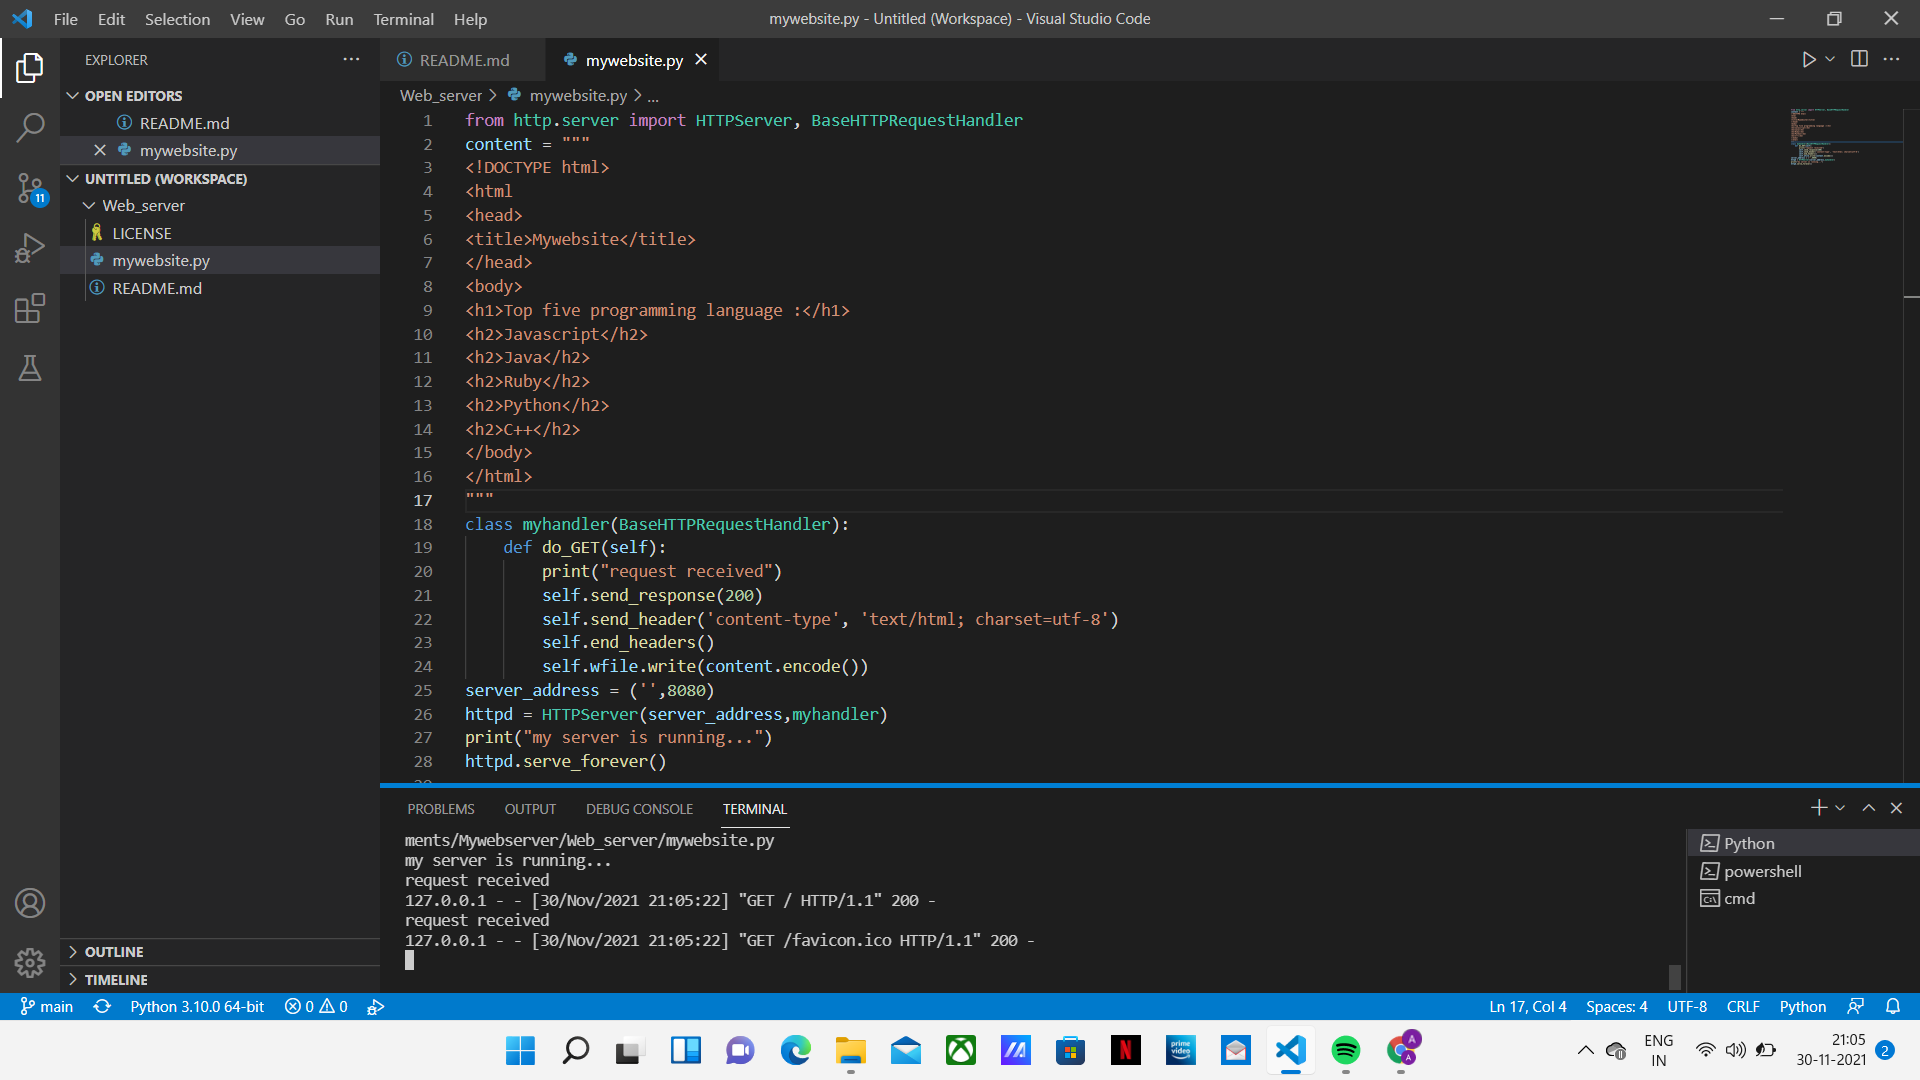 File Edit Selection View Go Run Terminal Help
mywebsite.py - Untitled (Workspace) - Visual Studio Code
EXPLORER
OPEN EDITORS
README.md
mywebsite.py
UNTITLED (WORKSPACE)
Web_server
LICENSE
mywebsite.py
README.md
OUTLINE
TIMELINE
11
README.md mywebsite.py
Web_server > mywebsite.py > ...
1 from http.server import HTTPServer, BaseHTTPRequestHandler
2 content = """
3 <!DOCTYPE html>
4 <html
5 <head>
6 <title>Mywebsite</title>
7 </head>
8 <body>
9 <h1>Top five programming language :</h1>
10 <h2>Javascript</h2>
11 <h2>Java</h2>
12 <h2>Ruby</h2>
13 <h2>Python</h2>
14 <h2>C++</h2>
15 </body>
16 </html>
17 """
18 class myhandler(BaseHTTPRequestHandler):
19     def do_GET(self):
20         print("request received")
21         self.send_response(200)
22         self.send_header('content-type', 'text/html; charset=utf-8')
23         self.end_headers()
24         self.wfile.write(content.encode())
25 server_address = ('',8080)
26 httpd = HTTPServer(server_address,myhandler)
27 print("my server is running...")
28 httpd.serve_forever()
PROBLEMS OUTPUT DEBUG CONSOLE TERMINAL
ments/Mywebserver/Web_server/mywebsite.py
my server is running...
request received
127.0.0.1 - - [30/Nov/2021 21:05:22] "GET / HTTP/1.1" 200 -
request received
127.0.0.1 - - [30/Nov/2021 21:05:22] "GET /favicon.ico HTTP/1.1" 200 -
Python
powershell
cmd
main Python 3.10.0 64-bit 0 0 Ln 17, Col 4 Spaces: 4 UTF-8 CRLF Python
N
prime video
A
A
ENG
IN
21:05
30-11-2021
2